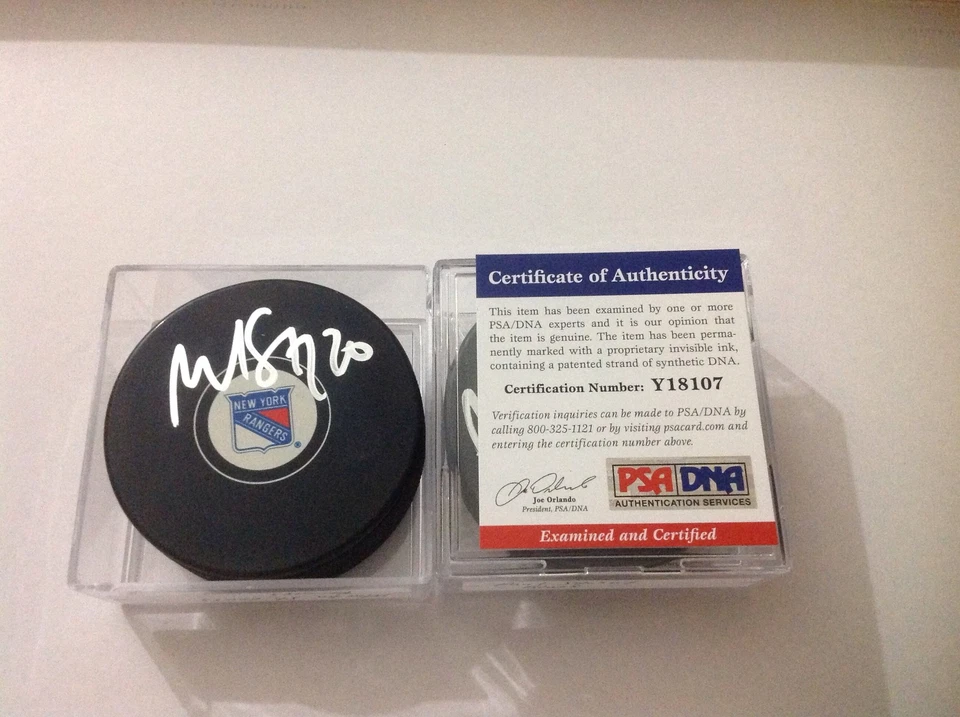 20
NEW YORK
RANGERS
®
Certificate of Authenticity
This item has been examined by one or more
PSA/DNA experts and it is our opinion that
the item is genuine. The item has been perma-
nently marked with a proprietary invisible ink,
containing a patented strand of synthetic DNA.
Certification Number: Y18107
Verification inquiries can be made to PSA/DNA by
calling 800-325-1121 or by visiting psacard.com and
entering the certification number above.
Joe Orlando
President, PSA/DNA
PSA DNA
AUTHENTICATION SERVICES
Examined and Certified